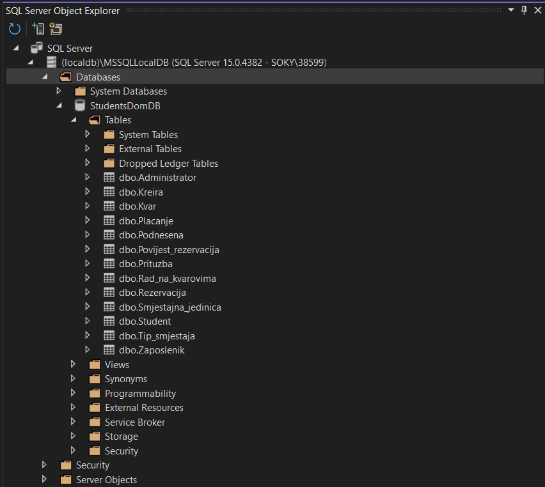 SQL Server Object Explorer
SQL Server
(localdb)\MSSQLLocalDB (SQL Server 15.0.4382 - SOKY\38599)
Databases
System Databases
StudentsDomDB
Tables
System Tables
External Tables
Dropped Ledger Tables
dbo.Administrator
dbo.Kreira
dbo.Kvar
dbo.Placanje
dbo.Podnesena
dbo.Povijest_rezervacija
dbo.Prituzba
dbo.Rad_na_kvarovima
dbo.Rezervacija
dbo.Smjestajna_jedinica
dbo.Student
dbo.Tip_smjestaja
dbo.Zaposlenik
Views
Synonyms
Programmability
External Resources
Service Broker
Storage
Security
Security
Server Objects